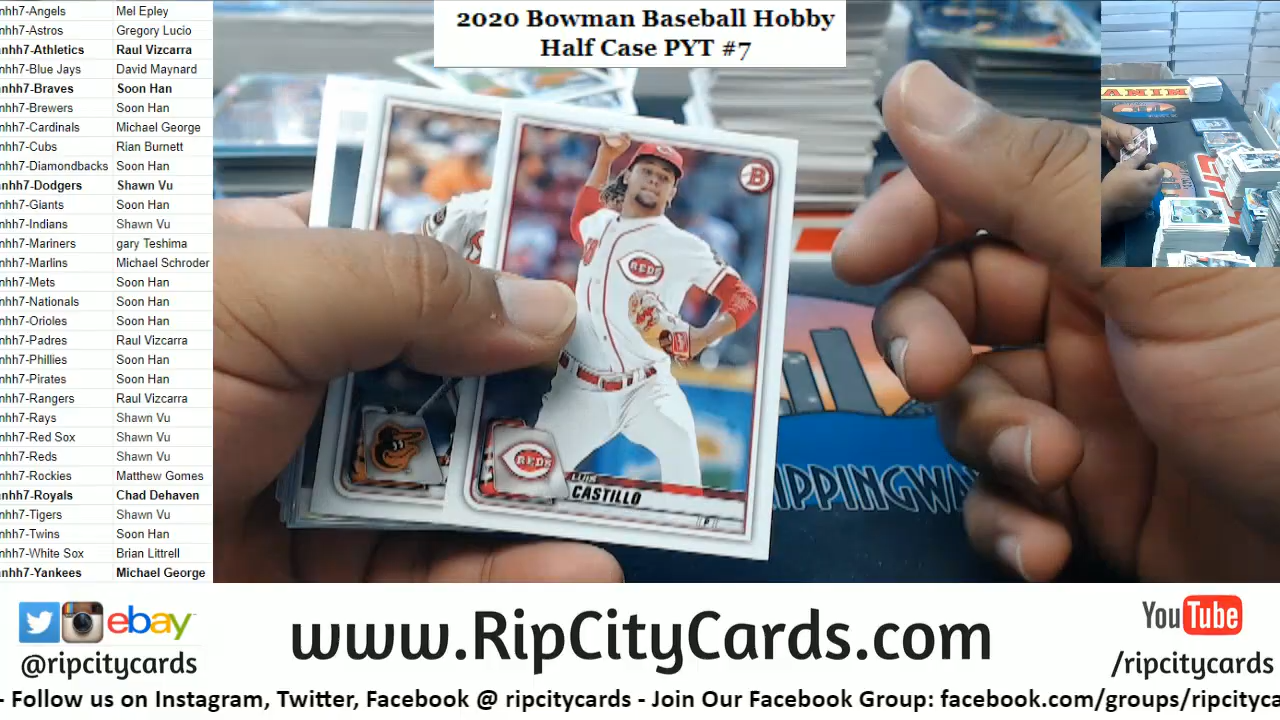 nhh7-Angels Mel Epley
nhh7-Astros Gregory Lucio
nhh7-Athletics Raul Vizcarra
nhh7-Blue Jays David Maynard
nhh7-Braves Soon Han
nhh7-Brewers Soon Han
nhh7-Cardinals Michael George
nhh7-Cubs Rian Burnett
nhh7-Diamondbacks Soon Han
nhh7-Dodgers Shawn Vu
nhh7-Giants Soon Han
nhh7-Indians Shawn Vu
nhh7-Mariners gary Teshima
nhh7-Marlins Michael Schroder
nhh7-Mets Soon Han
nhh7-Nationals Soon Han
nhh7-Orioles Soon Han
nhh7-Padres Raul Vizcarra
nhh7-Phillies Soon Han
nhh7-Pirates Soon Han
nhh7-Rangers Raul Vizcarra
nhh7-Rays Shawn Vu
nhh7-Red Sox Shawn Vu
nhh7-Reds Shawn Vu
nhh7-Rockies Matthew Gomes
nhh7-Royals Chad Dehaven
nhh7-Tigers Shawn Vu
nhh7-Twins Soon Han
nhh7-White Sox Brian Littrell
nhh7-Yankees Michael George
2020 Bowman Baseball Hobby
Half Case PYT #7
B
REDS
REDS
LUIS
CASTILLO
P
RIPPINGWA
PANINI
ebay
@ripcitycards
www.RipCityCards.com
YouTube
/ripcitycards
- Follow us on Instagram, Twitter, Facebook @ ripcitycards - Join Our Facebook Group: facebook.com/groups/ripcityca